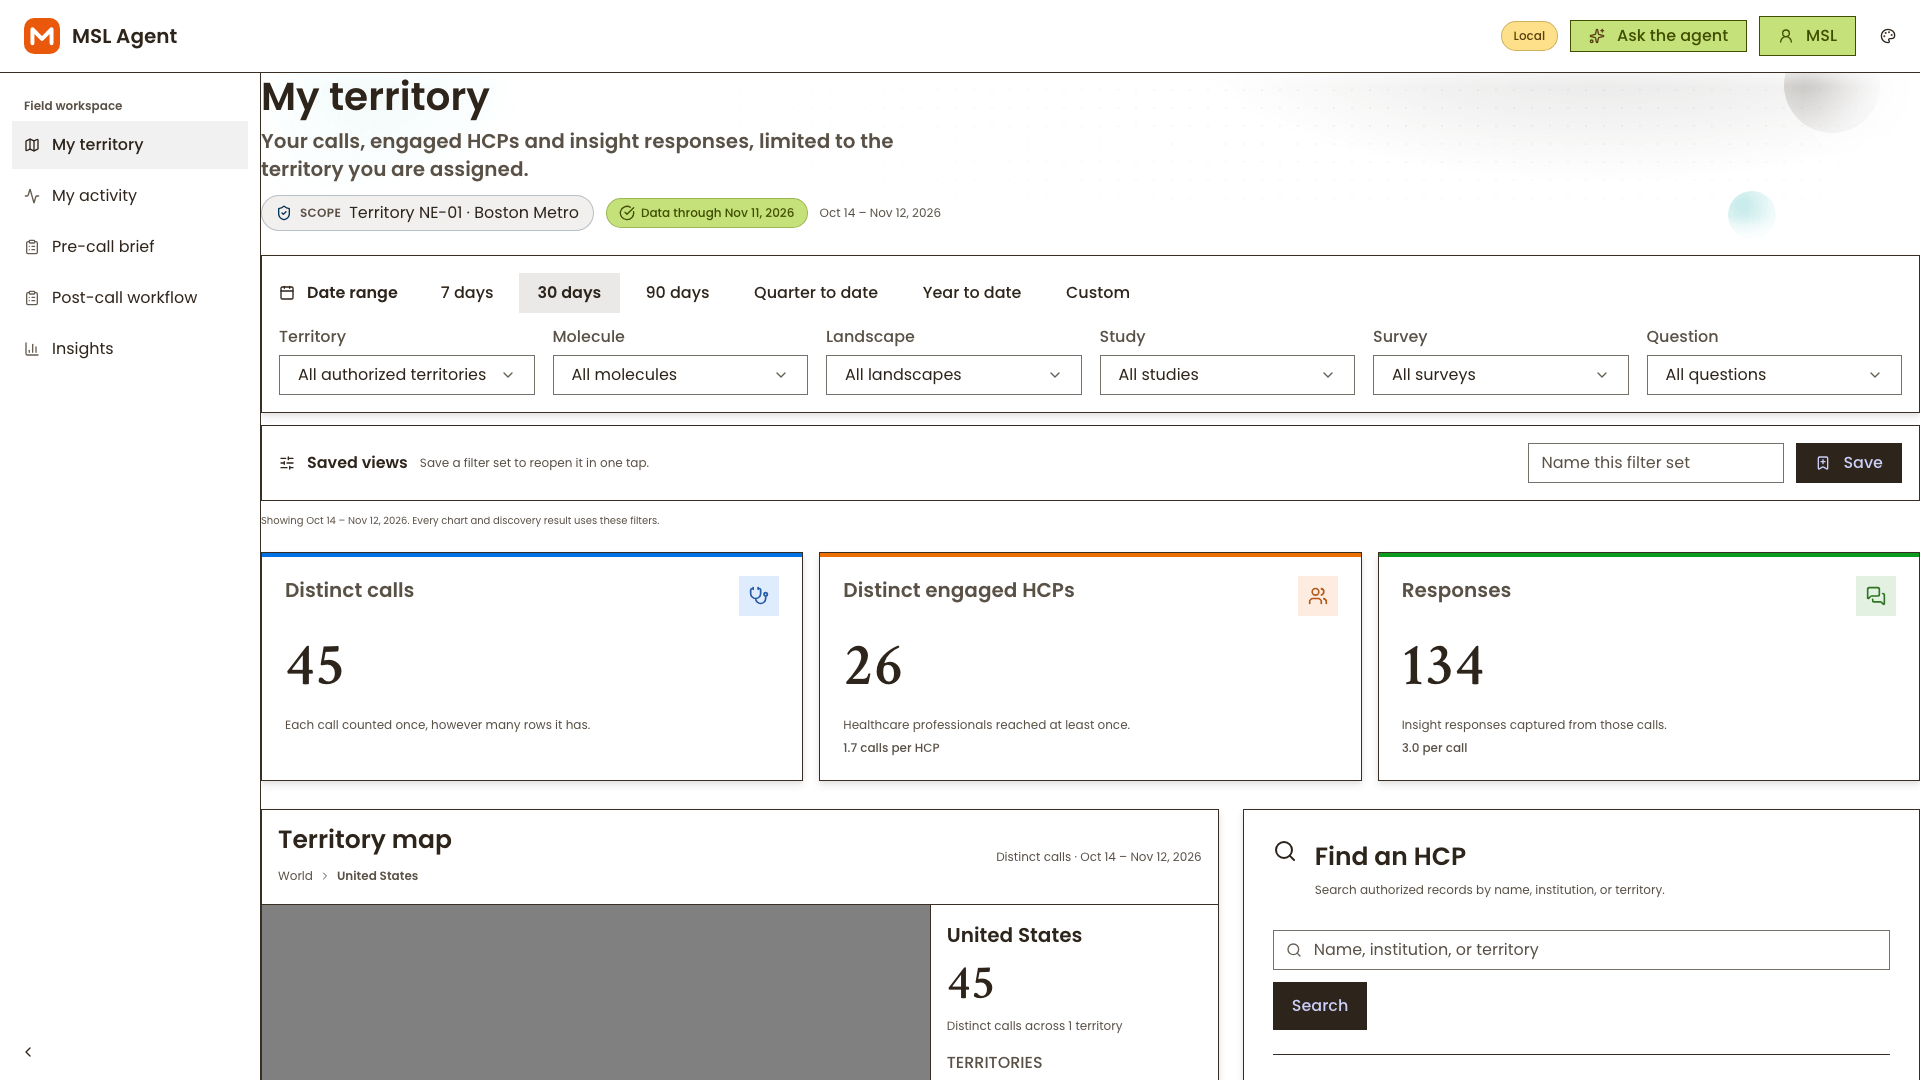 MSL Agent
Local
Ask the agent
MSL
Field workspace
My territory
My activity
Pre-call brief
Post-call workflow
Insights
My territory
Your calls, engaged HCPs and insight responses, limited to the
territory you are assigned.
SCOPE Territory NE-01 · Boston Metro
Data through Nov 11, 2026
Oct 14 – Nov 12, 2026
Date range
7 days
30 days
90 days
Quarter to date
Year to date
Custom
Territory
Molecule
Landscape
Study
Survey
Question
All authorized territories
All molecules
All landscapes
All studies
All surveys
All questions
Saved views
Save a filter set to reopen it in one tap.
Name this filter set
Save
Showing Oct 14 – Nov 12, 2026. Every chart and discovery result uses these filters.
Distinct calls
45
Each call counted once, however many rows it has.
Distinct engaged HCPs
26
Healthcare professionals reached at least once.
1.7 calls per HCP
Responses
134
Insight responses captured from those calls.
3.0 per call
Territory map
World > United States
Distinct calls · Oct 14 – Nov 12, 2026
United States
45
Distinct calls across 1 territory
TERRITORIES
Find an HCP
Search authorized records by name, institution, or territory.
Name, institution, or territory
Search